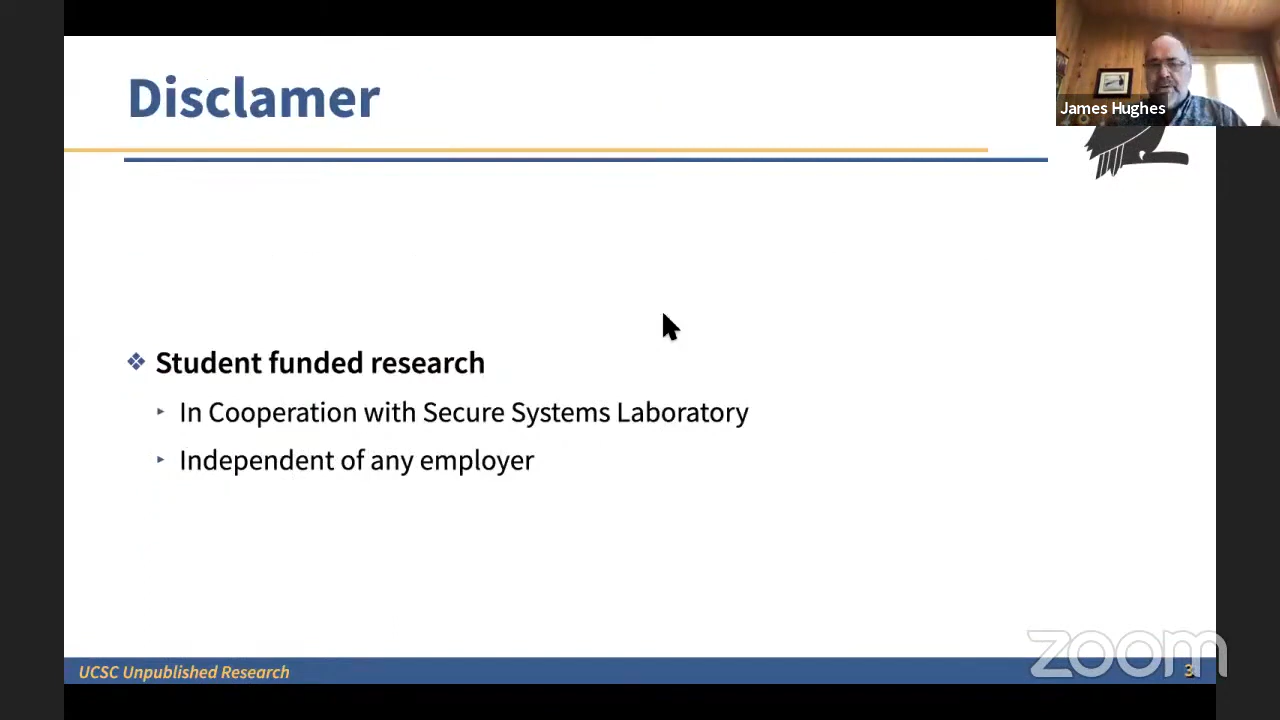 Disclamer
James Hughes
Student funded research
In Cooperation with Secure Systems Laboratory
Independent of any employer
UCSC Unpublished Research
3
zoom